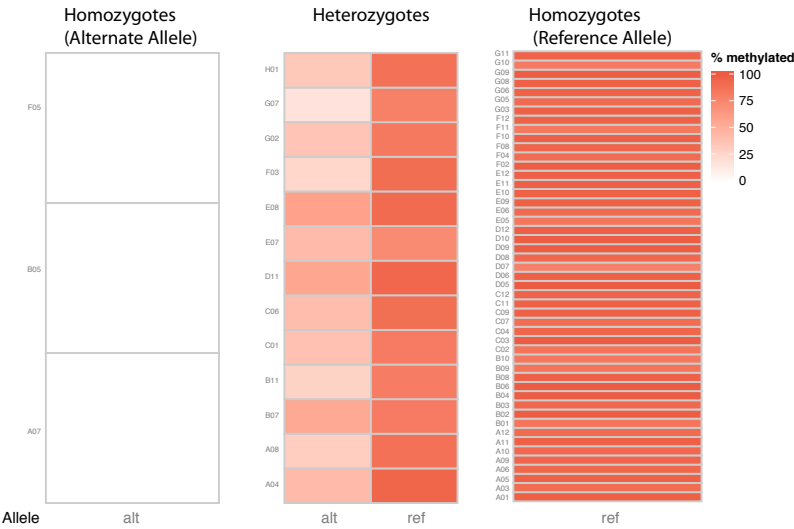 Homozygotes
(Alternate Allele)
Heterozygotes
Homozygotes
(Reference Allele)
F05
B05
A07
H01
G07
G02
F03
E08
E07
D11
C06
C01
B11
B07
A08
A04
G11
G10
G09
G08
G06
G05
G03
F12
F11
F10
F08
F04
F02
E12
E11
E10
E09
E06
E05
D12
D10
D09
D08
D07
D06
D05
C12
C11
C09
C07
C04
C03
C02
B10
B09
B08
B06
B04
B03
B02
B01
A12
A11
A10
A09
A06
A05
A03
A01
% methylated
100
75
50
25
0
Allele alt alt ref ref